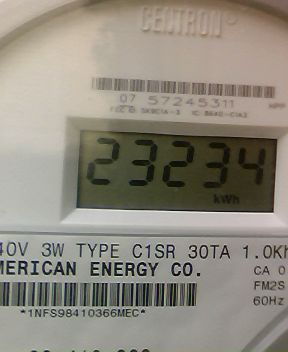 CENTRON
07 57245311
23234
kWh
40V 3W TYPE C1SR 30TA 1.0Kh
MERICAN ENERGY CO.
CA 0
FM2S
60Hz
*1NFS98410366MEC*